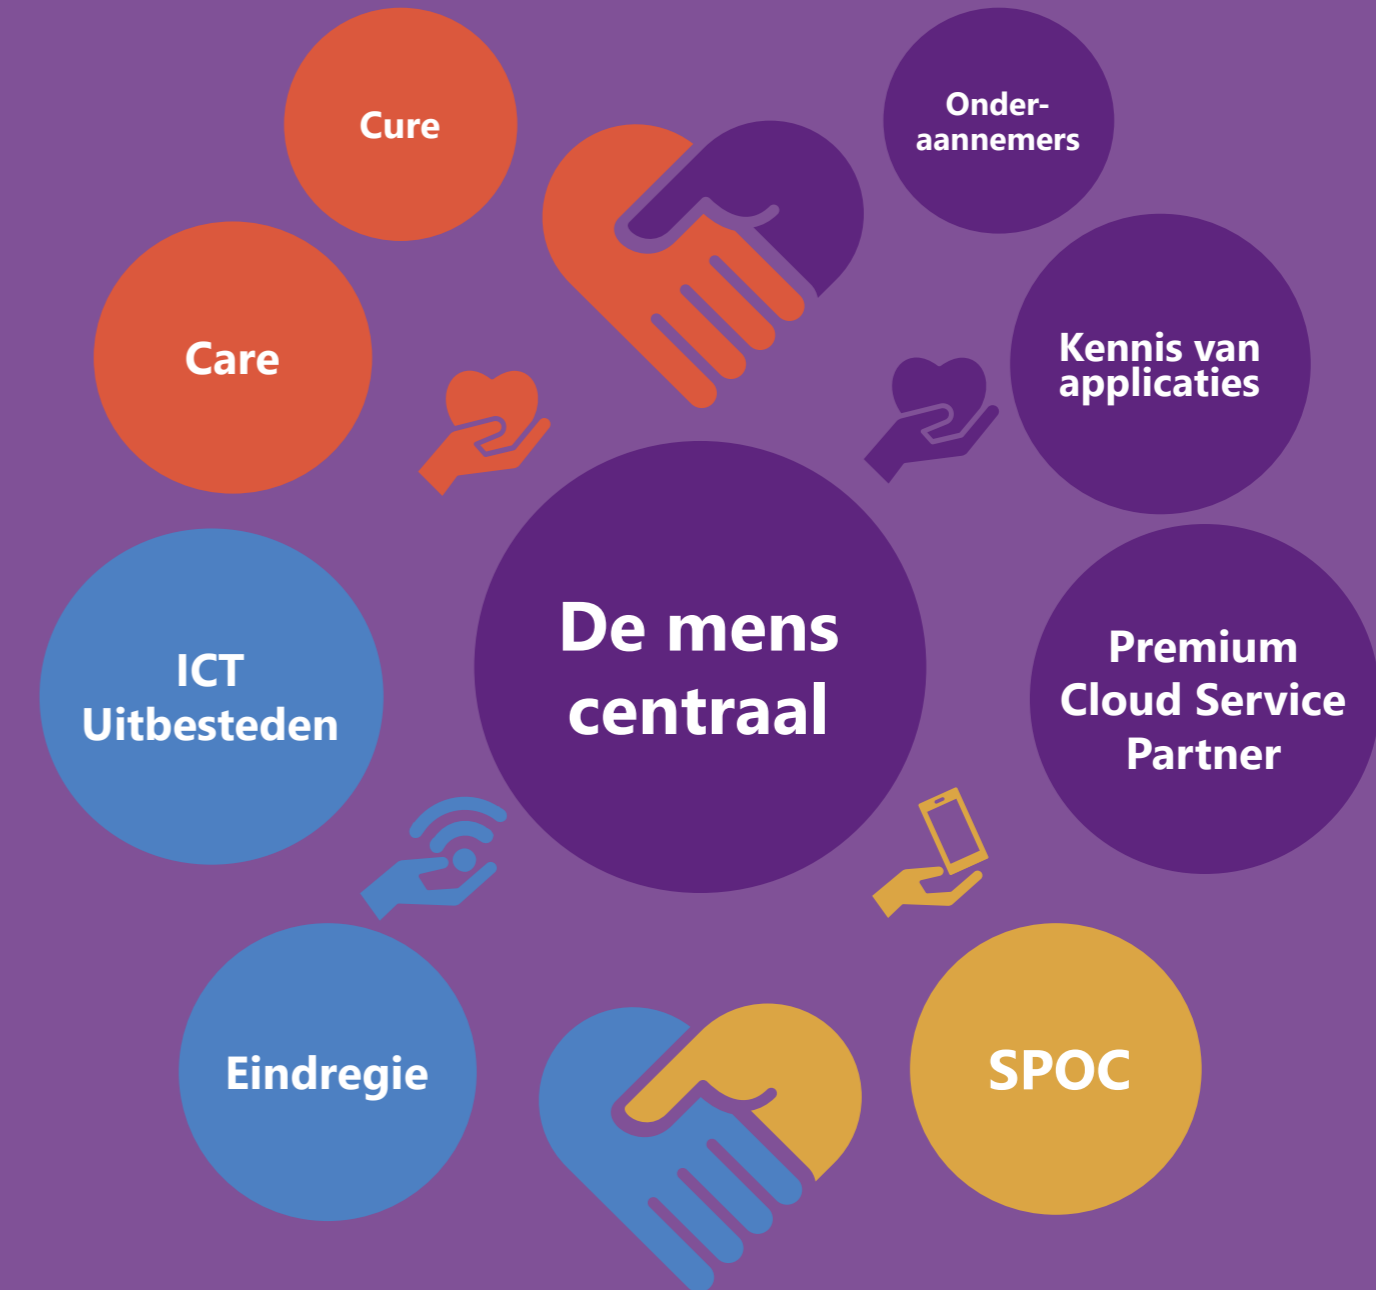 Cure
Onder-
aannemers
Care
Kennis van
applicaties
De mens
centraal
ICT
Uitbesteden
Premium
Cloud Service
Partner
Eindregie
SPOC